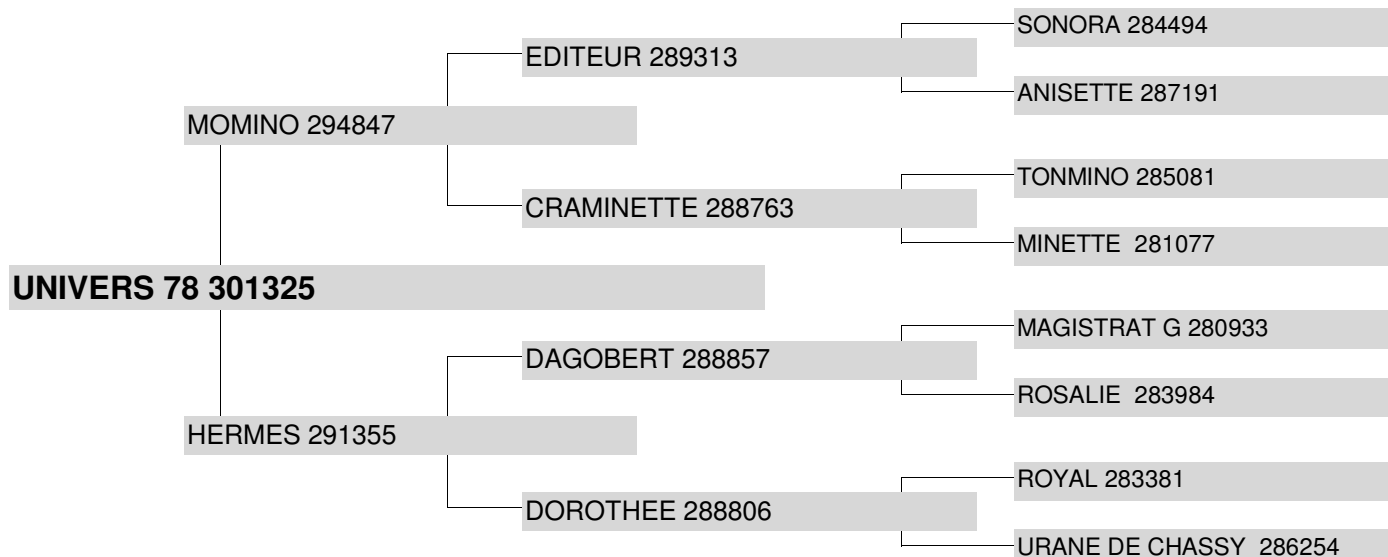 SONORA 284494
EDITEUR 289313
ANISETTE 287191
MOMINO 294847
TONMINO 285081
CRAMINETTE 288763
MINETTE 281077
UNIVERS 78 301325
MAGISTRAT G 280933
DAGOBERT 288857
ROSALIE 283984
HERMES 291355
ROYAL 283381
DOROTHEE 288806
URANE DE CHASSY 286254